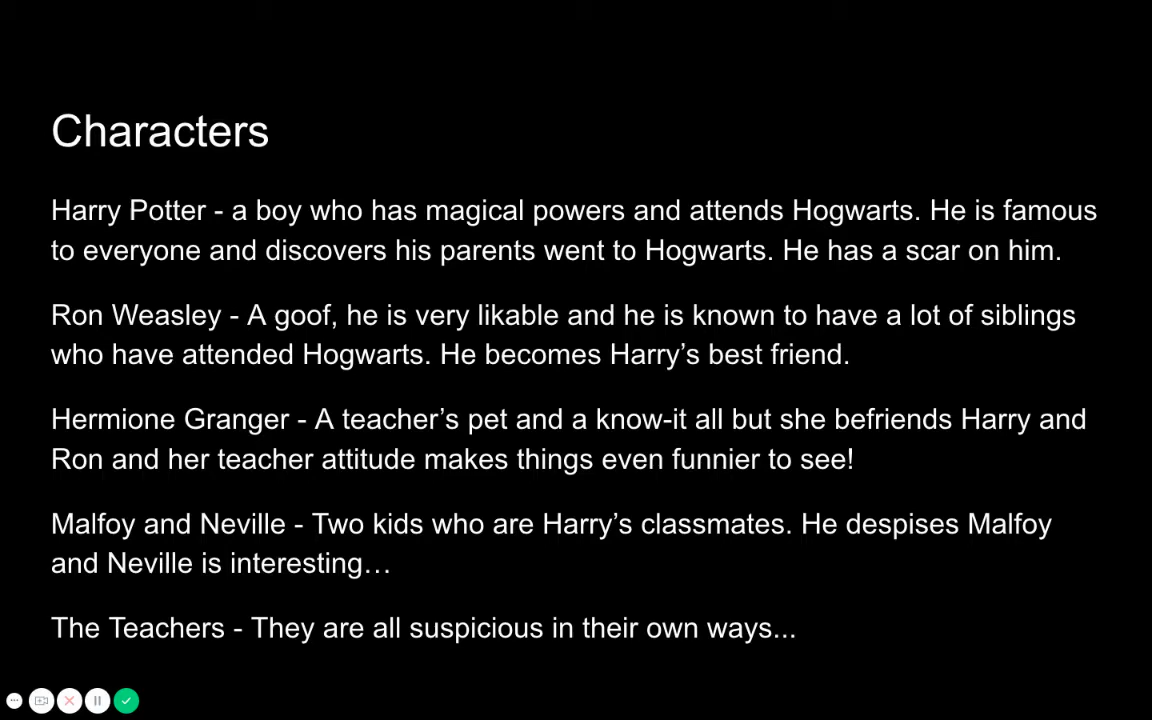 Characters
Harry Potter - a boy who has magical powers and attends Hogwarts. He is famous
to everyone and discovers his parents went to Hogwarts. He has a scar on him.
Ron Weasley - A goof, he is very likable and he is known to have a lot of siblings
who have attended Hogwarts. He becomes Harry’s best friend.
Hermione Granger - A teacher’s pet and a know-it all but she befriends Harry and
Ron and her teacher attitude makes things even funnier to see!
Malfoy and Neville - Two kids who are Harry’s classmates. He despises Malfoy
and Neville is interesting…
The Teachers - They are all suspicious in their own ways...